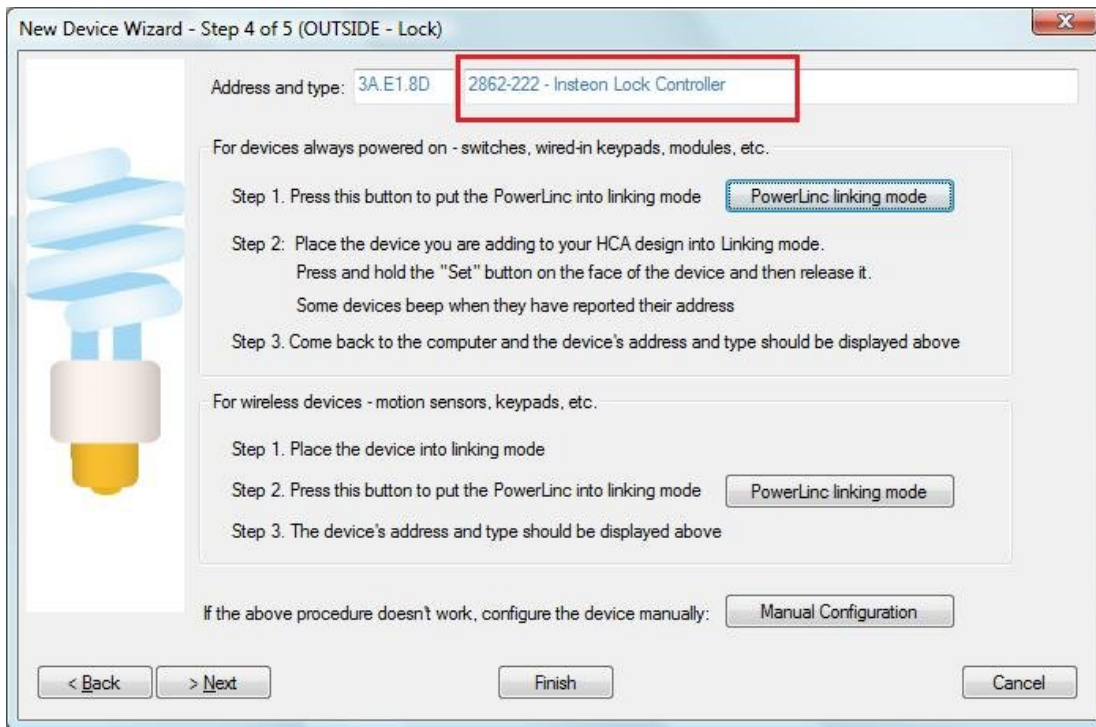 New Device Wizard - Step 4 of 5 (OUTSIDE - Lock)
Address and type: 3A.E1.8D 2862-222 - Insteon Lock Controller
For devices always powered on - switches, wired-in keypads, modules, etc.
Step 1. Press this button to put the PowerLinc into linking mode PowerLinc linking mode
Step 2: Place the device you are adding to your HCA design into Linking mode.
Press and hold the "Set" button on the face of the device and then release it.
Some devices beep when they have reported their address
Step 3. Come back to the computer and the device's address and type should be displayed above
For wireless devices - motion sensors, keypads, etc.
Step 1. Place the device into linking mode
Step 2. Press this button to put the PowerLinc into linking mode PowerLinc linking mode
Step 3. The device's address and type should be displayed above
If the above procedure doesn't work, configure the device manually: Manual Configuration
< Back > Next Finish Cancel